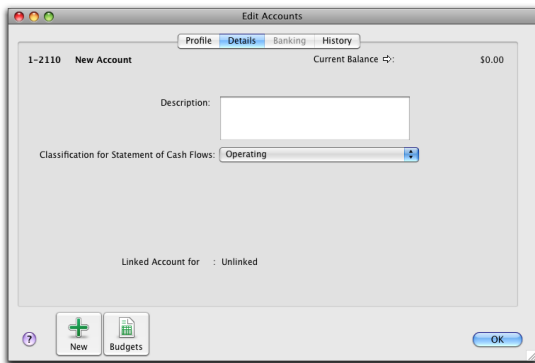 Edit Accounts
Profile Details Banking History
1-2110 New Account Current Balance ⇨: $0.00
Description:
Classification for Statement of Cash Flows: Operating
Linked Account for : Unlinked
? New Budgets OK